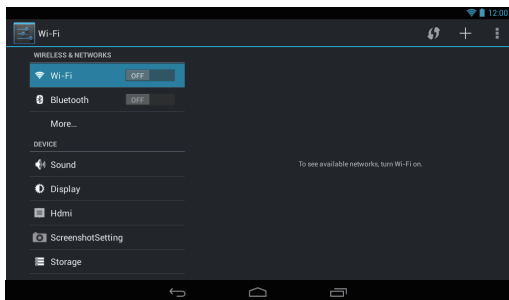 12:00
Wi-Fi
WIRELESS & NETWORKS
Wi-Fi OFF
Bluetooth OFF
More...
DEVICE
Sound
To see available networks, turn Wi-Fi on.
Display
Hdmi
ScreenshotSetting
Storage